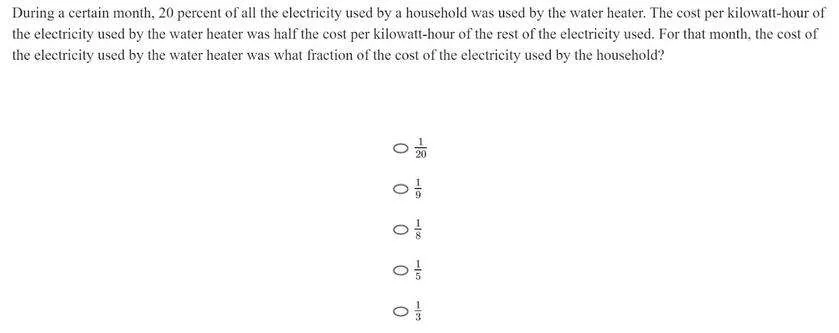 During a certain month, 20 percent of all the electricity used by a household was used by the water heater. The cost per kilowatt-hour of
the electricity used by the water heater was half the cost per kilowatt-hour of the rest of the electricity used. For that month, the cost of
the electricity used by the water heater was what fraction of the cost of the electricity used by the household?
1/20
1/9
1/8
1/5
1/3